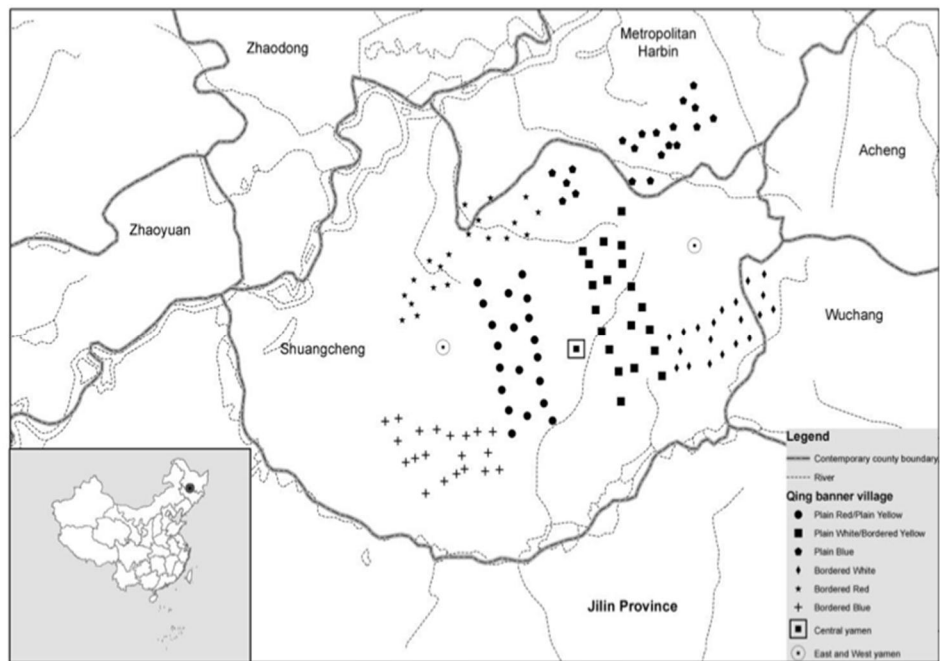 Zhaodong
Metropolitan
Harbin
Acheng
Zhaoyuan
Wuchang
Shuangcheng
Jilin Province
Legend
Contemporary county boundary
River
Qing banner village
Plain Red/Plain Yellow
Plain White/Bordered Yellow
Plain Blue
Bordered White
Bordered Red
Bordered Blue
Central yamen
East and West yamen